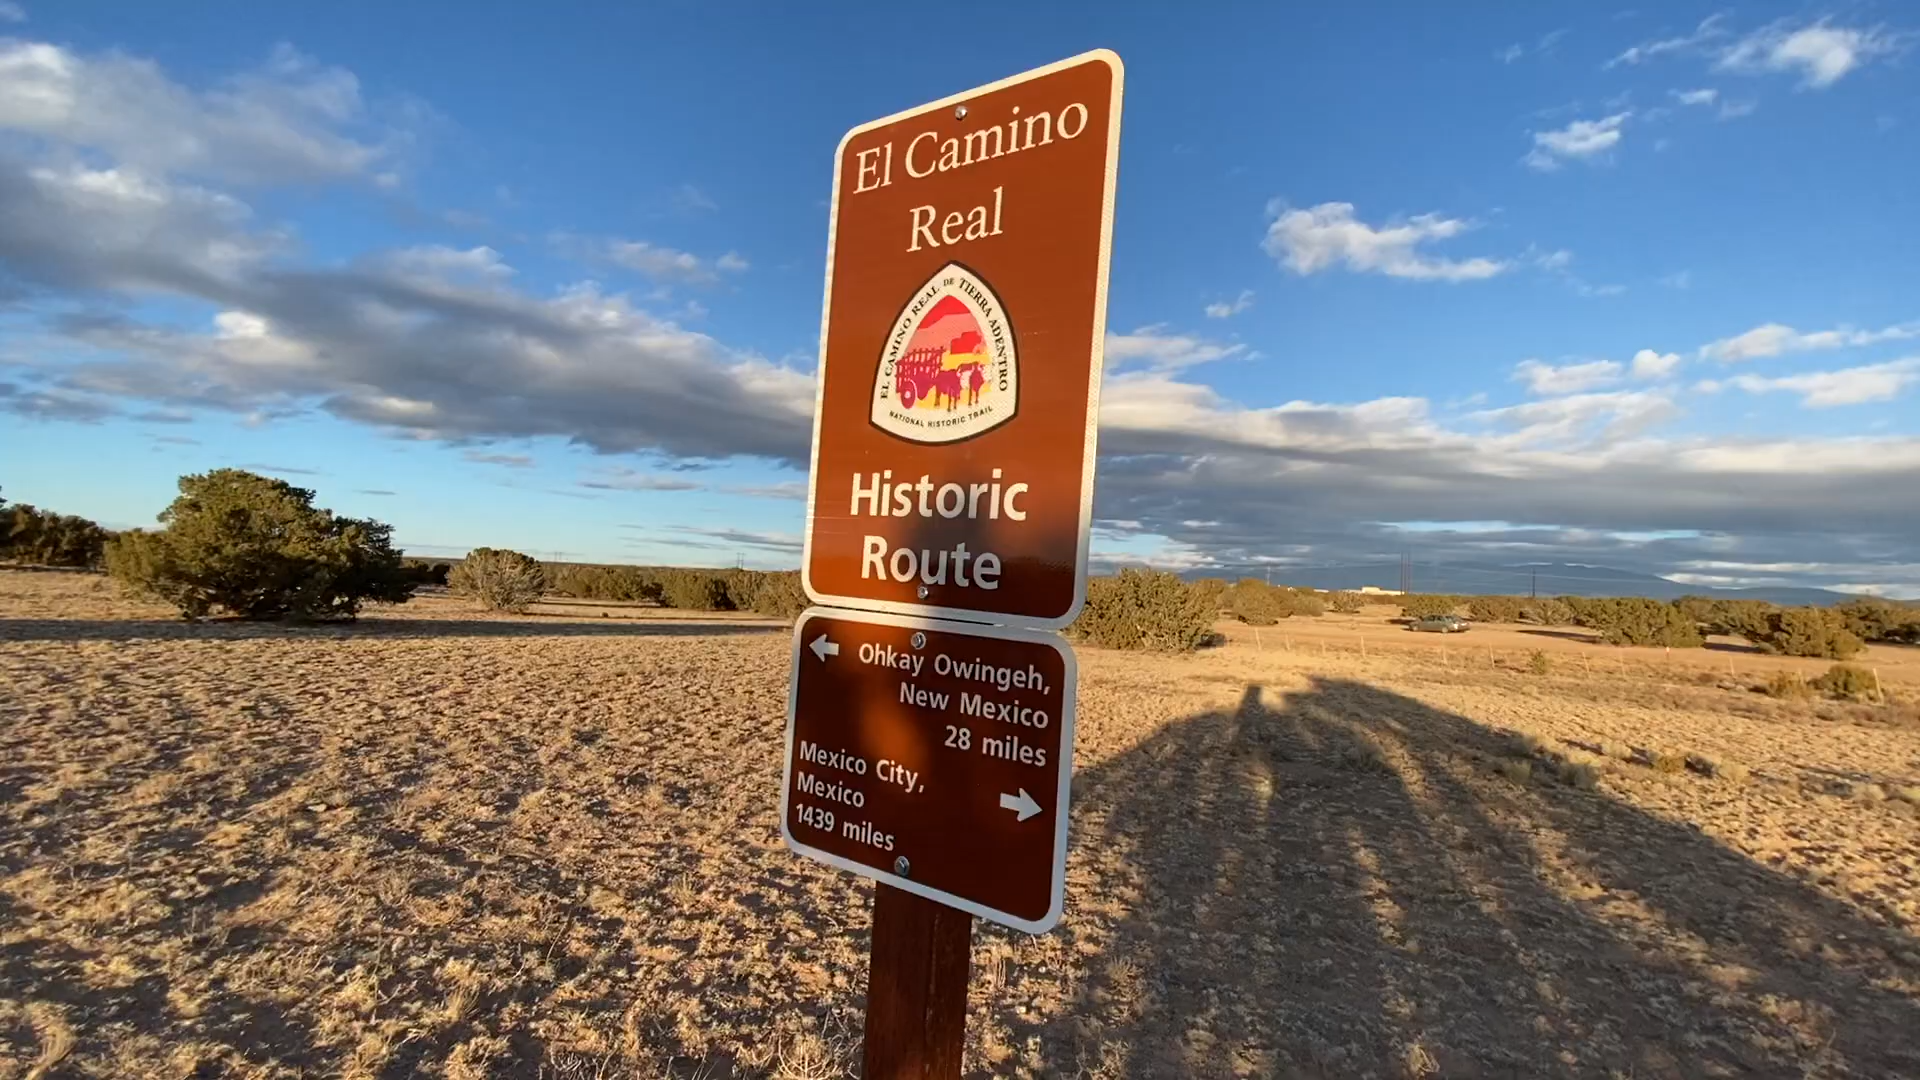 El Camino
Real
EL CAMINO REAL DE TIERRA ADENTRO
NATIONAL HISTORIC TRAIL
Historic
Route
Ohkay Owingeh,
New Mexico
28 miles
Mexico City,
Mexico
1439 miles